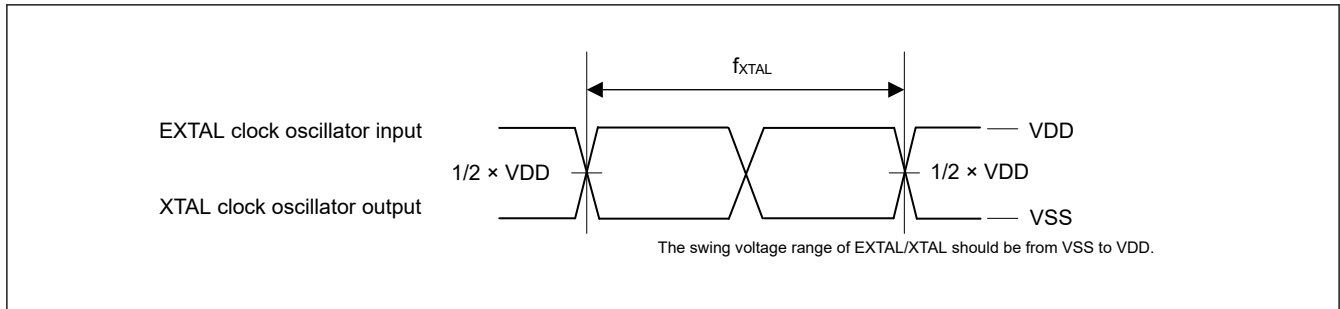 fXTAL
EXTAL clock oscillator input
VDD
1/2 × VDD
1/2 × VDD
XTAL clock oscillator output
VSS
The swing voltage range of EXTAL/XTAL should be from VSS to VDD.